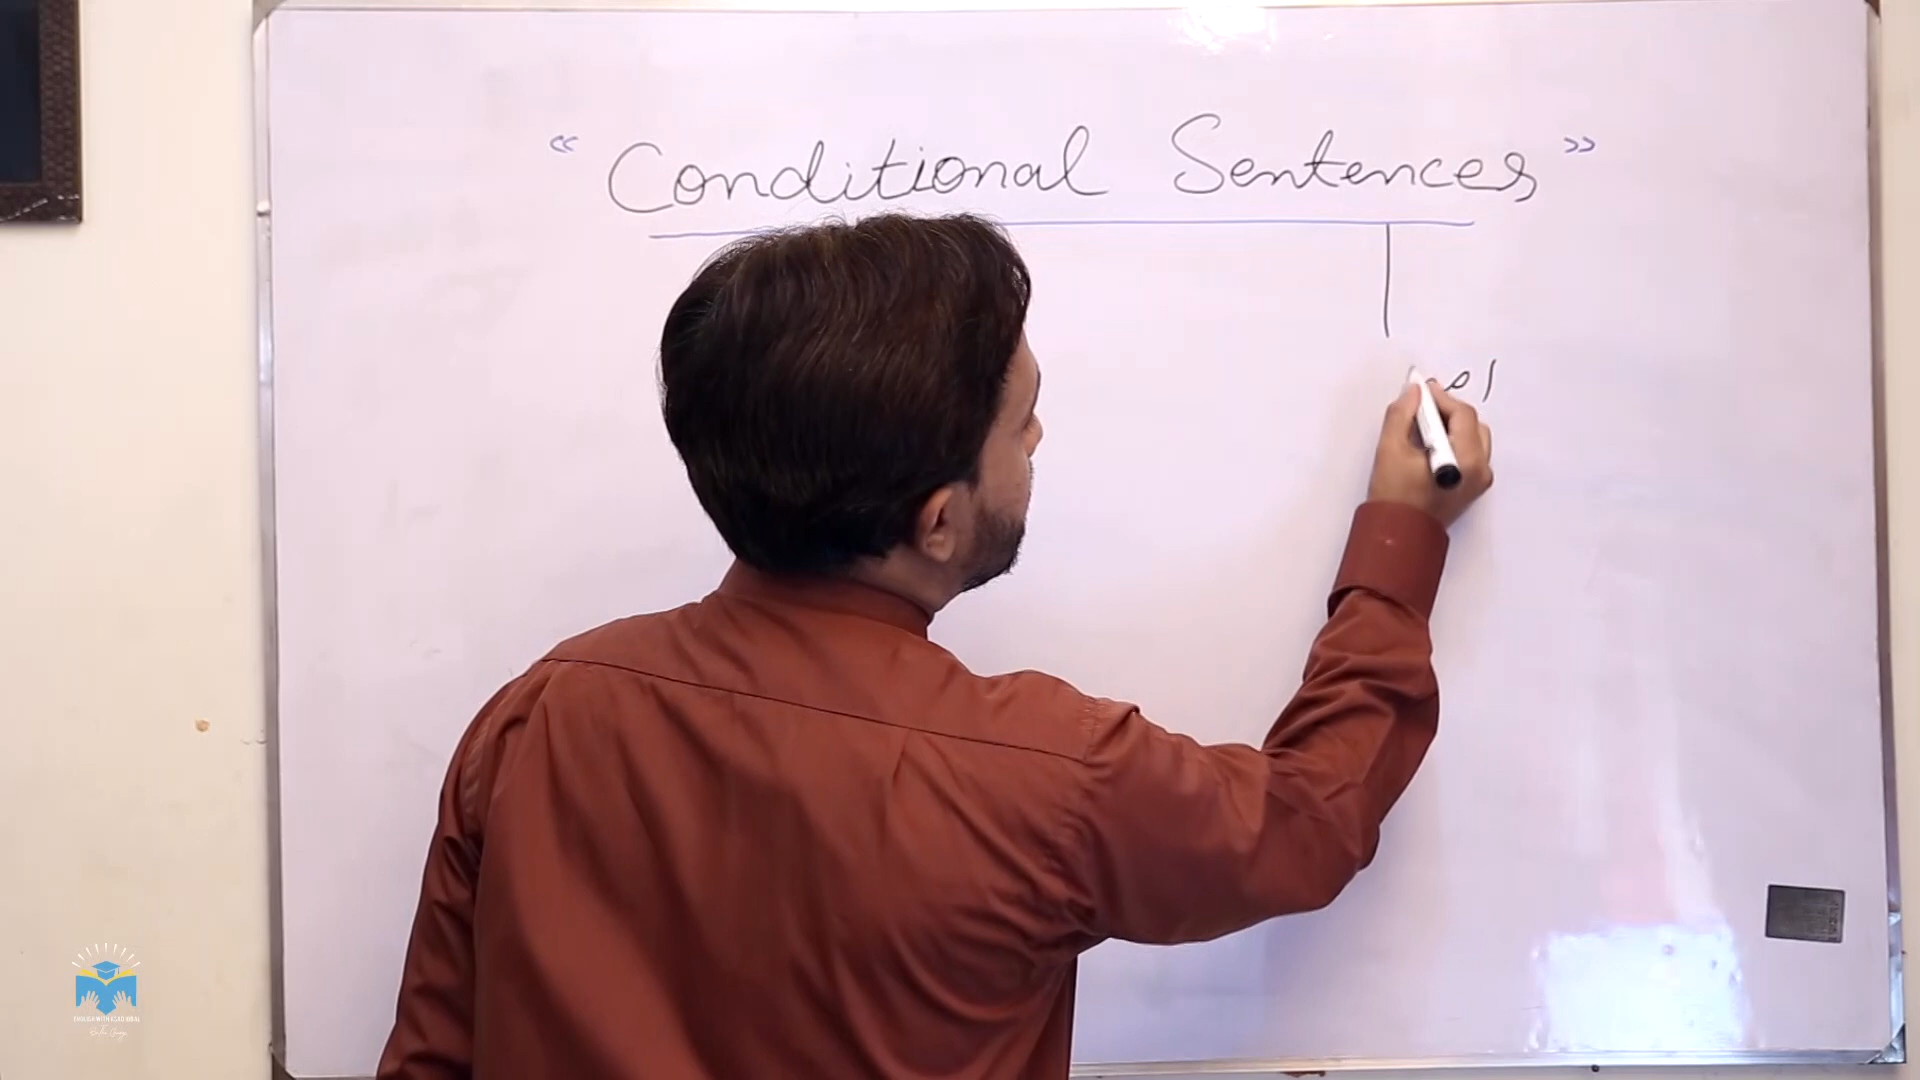 “ Conditional Sentences ”